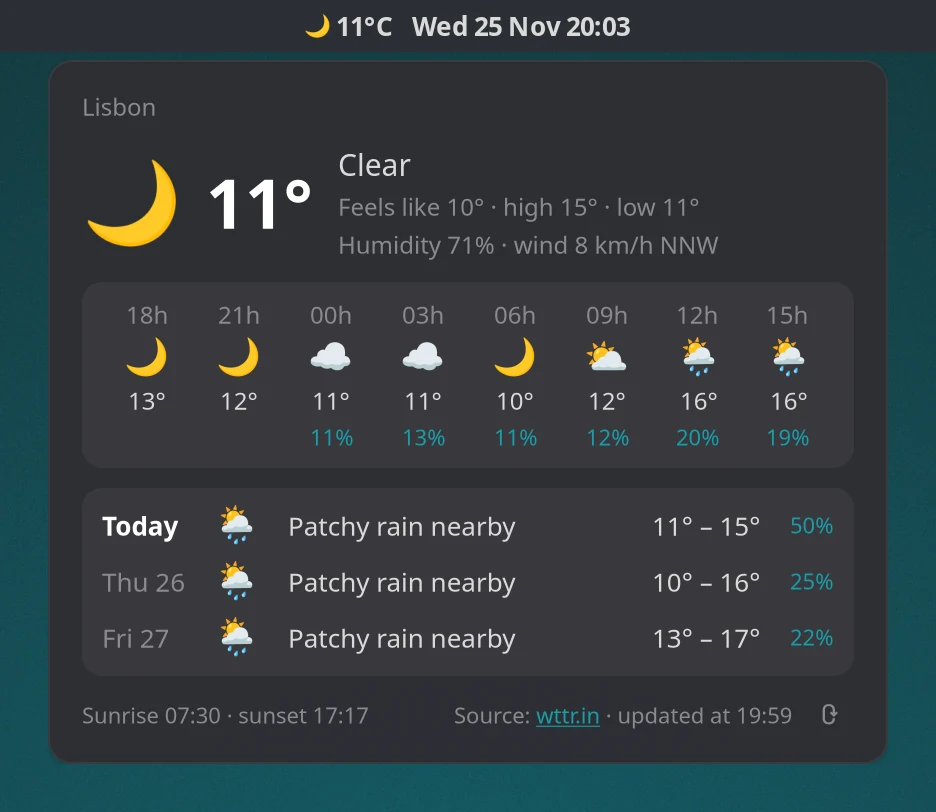 11°C Wed 25 Nov 20:03
Lisbon
11°
Clear
Feels like 10° · high 15° · low 11°
Humidity 71% · wind 8 km/h NNW
18h 21h 00h 03h 06h 09h 12h 15h
13° 12° 11° 11° 10° 12° 16° 16°
11% 13% 11% 12% 20% 19%
Today Patchy rain nearby 11° – 15° 50%
Thu 26 Patchy rain nearby 10° – 16° 25%
Fri 27 Patchy rain nearby 13° – 17° 22%
Sunrise 07:30 · sunset 17:17 Source: wttr.in · updated at 19:59